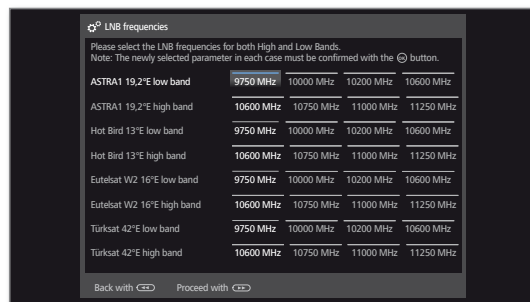 LNB frequencies
Please select the LNB frequencies for both High and Low Bands.
Note: The newly selected parameter in each case must be confirmed with the OK button.
ASTRA1 19,2°E low band 9750 MHz 10000 MHz 10200 MHz 10600 MHz
ASTRA1 19,2°E high band 10600 MHz 10750 MHz 11000 MHz 11250 MHz
Hot Bird 13°E low band 9750 MHz 10000 MHz 10200 MHz 10600 MHz
Hot Bird 13°E high band 10600 MHz 10750 MHz 11000 MHz 11250 MHz
Eutelsat W2 16°E low band 9750 MHz 10000 MHz 10200 MHz 10600 MHz
Eutelsat W2 16°E high band 10600 MHz 10750 MHz 11000 MHz 11250 MHz
Türksat 42°E low band 9750 MHz 10000 MHz 10200 MHz 10600 MHz
Türksat 42°E high band 10600 MHz 10750 MHz 11000 MHz 11250 MHz
Back with Proceed with